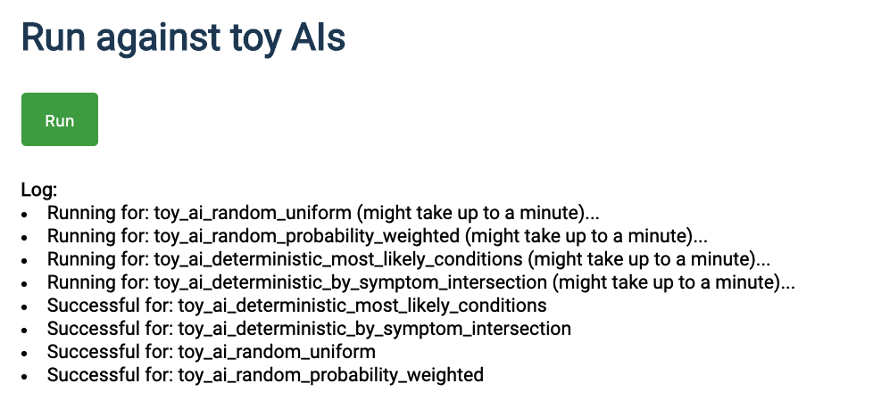 Run against toy AIs
Run
Log:
• Running for: toy_ai_random_uniform (might take up to a minute)...
• Running for: toy_ai_random_probability_weighted (might take up to a minute)...
• Running for: toy_ai_deterministic_most_likely_conditions (might take up to a minute)...
• Running for: toy_ai_deterministic_by_symptom_intersection (might take up to a minute)...
• Successful for: toy_ai_deterministic_most_likely_conditions
• Successful for: toy_ai_deterministic_by_symptom_intersection
• Successful for: toy_ai_random_uniform
• Successful for: toy_ai_random_probability_weighted